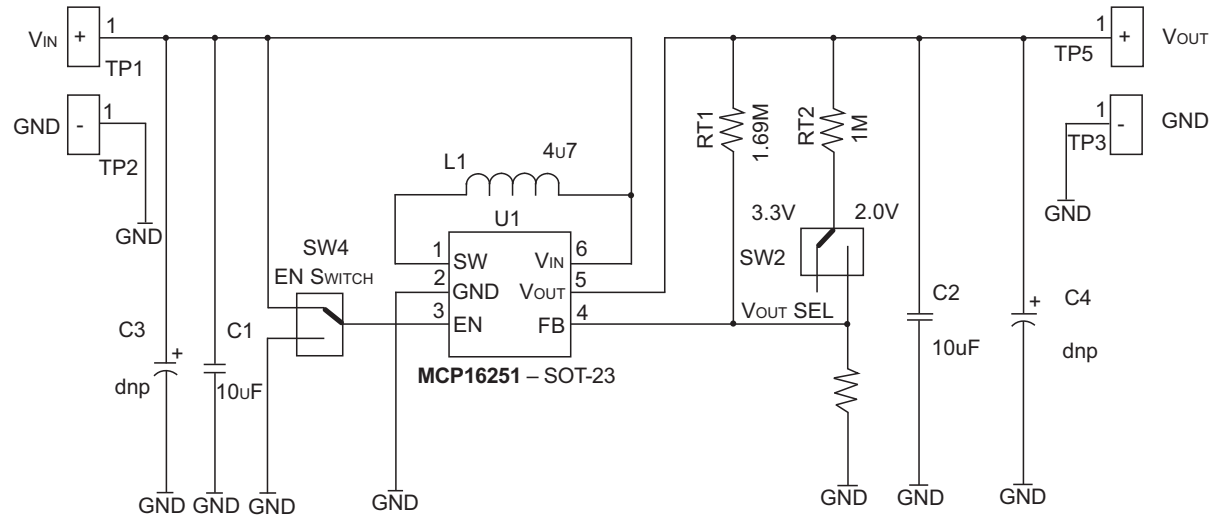 VIN
+
1
TP1
GND
-
1
TP2
GND
C3
+
dnp
GND
C1
10UF
GND
SW4
EN SWITCH
GND
L1
4U7
U1
1
SW
2
GND
3
EN
VIN
6
VOUT
5
FB
4
MCP16251 – SOT-23
GND
RT1
1.69M
RT2
1M
3.3V
2.0V
SW2
VOUT SEL
GND
C2
10uF
GND
+
C4
dnp
GND
1
+
TP5
VOUT
1
-
TP3
GND
GND